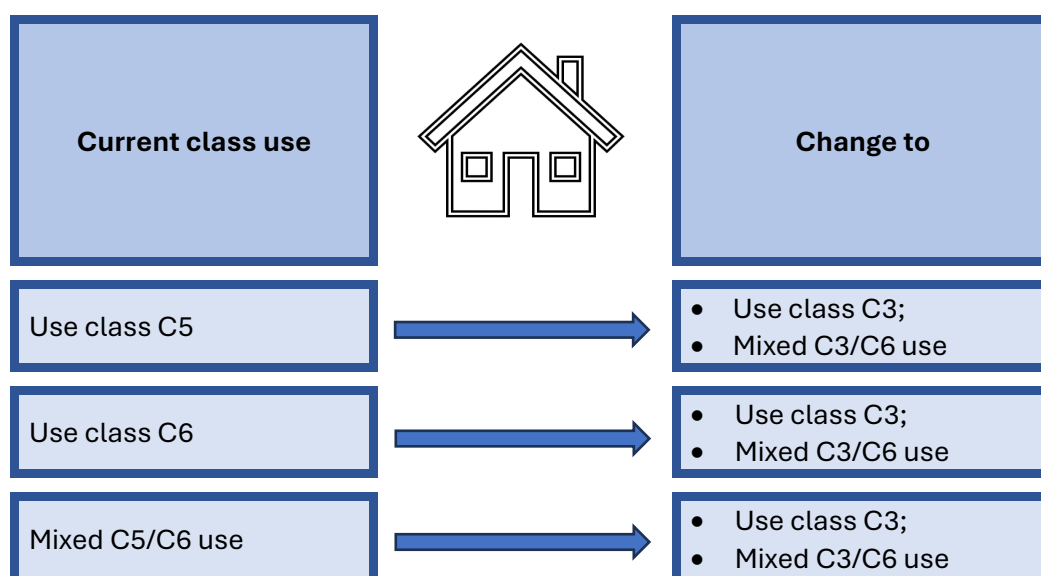 Current class use
Change to
Use class C5
• Use class C3;
• Mixed C3/C6 use
Use class C6
• Use class C3;
• Mixed C3/C6 use
Mixed C5/C6 use
• Use class C3;
• Mixed C3/C6 use